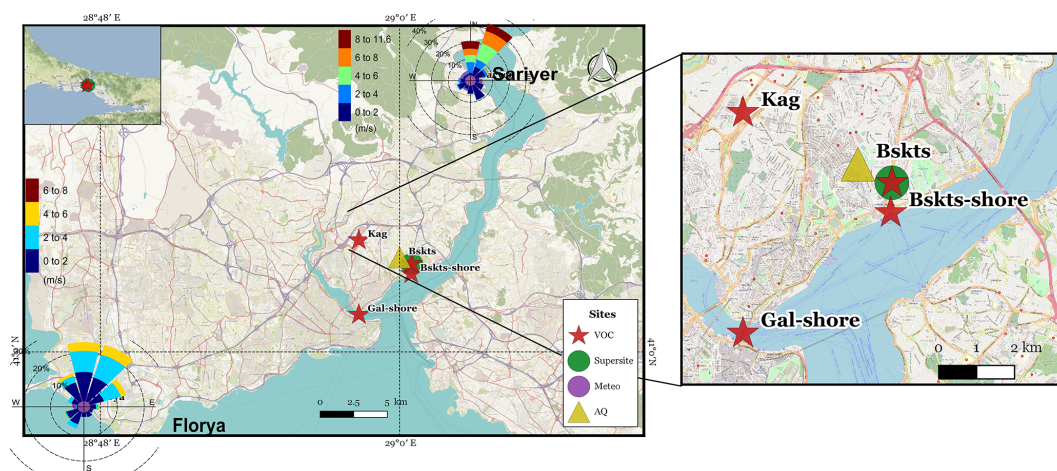 28°48′ E
29°0′ E
8 to 11.6
6 to 8
4 to 6
2 to 4
0 to 2
(m/s)
40%
30%
20%
10%
N
W
S
Sariyer
6 to 8
4 to 6
2 to 4
0 to 2
(m/s)
Kag
Bskts
Bskts-shore
Gal-shore
20%
10%
W
E
S
Florya
0 2.5 5 km
Sites
VOC
Supersite
Meteo
AQ
41°0′N
28°48′ E
29°0′ E
Kag
Bskts
Bskts-shore
Gal-shore
0 1 2 km